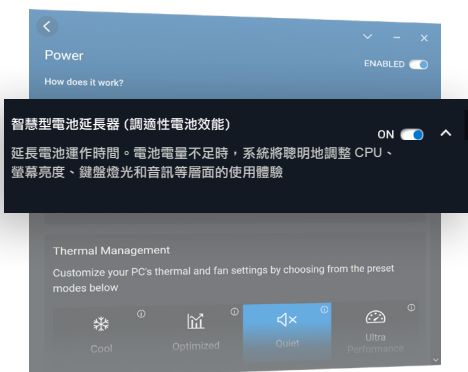 Power
ENABLED
How does it work?
智慧型電池延長器 (調適性電池效能)
ON
延長電池運作時間。電池電量不足時，系統將聰明地調整 CPU、
螢幕亮度、鍵盤燈光和音訊等層面的使用體驗
Thermal Management
Customize your PC's thermal and fan settings by choosing from the preset
modes below
Cool
Optimized
Quiet
Ultra
Performance